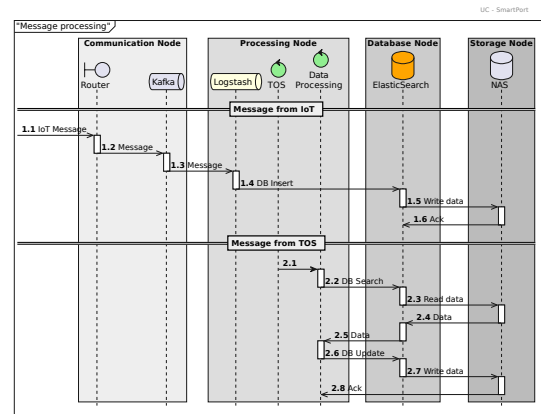 UC - SmartPort
"Message processing"
Communication Node
Processing Node
Database Node
Storage Node
Router
Kafka
Logstash
TOS
Data
Processing
ElasticSearch
NAS
Message from IoT
1.1 IoT Message
1.2 Message
1.3 Message
1.4 DB Insert
1.5 Write data
1.6 Ack
Message from TOS
2.1
2.2 DB Search
2.3 Read data
2.4 Data
2.5 Data
2.6 DB Update
2.7 Write data
2.8 Ack